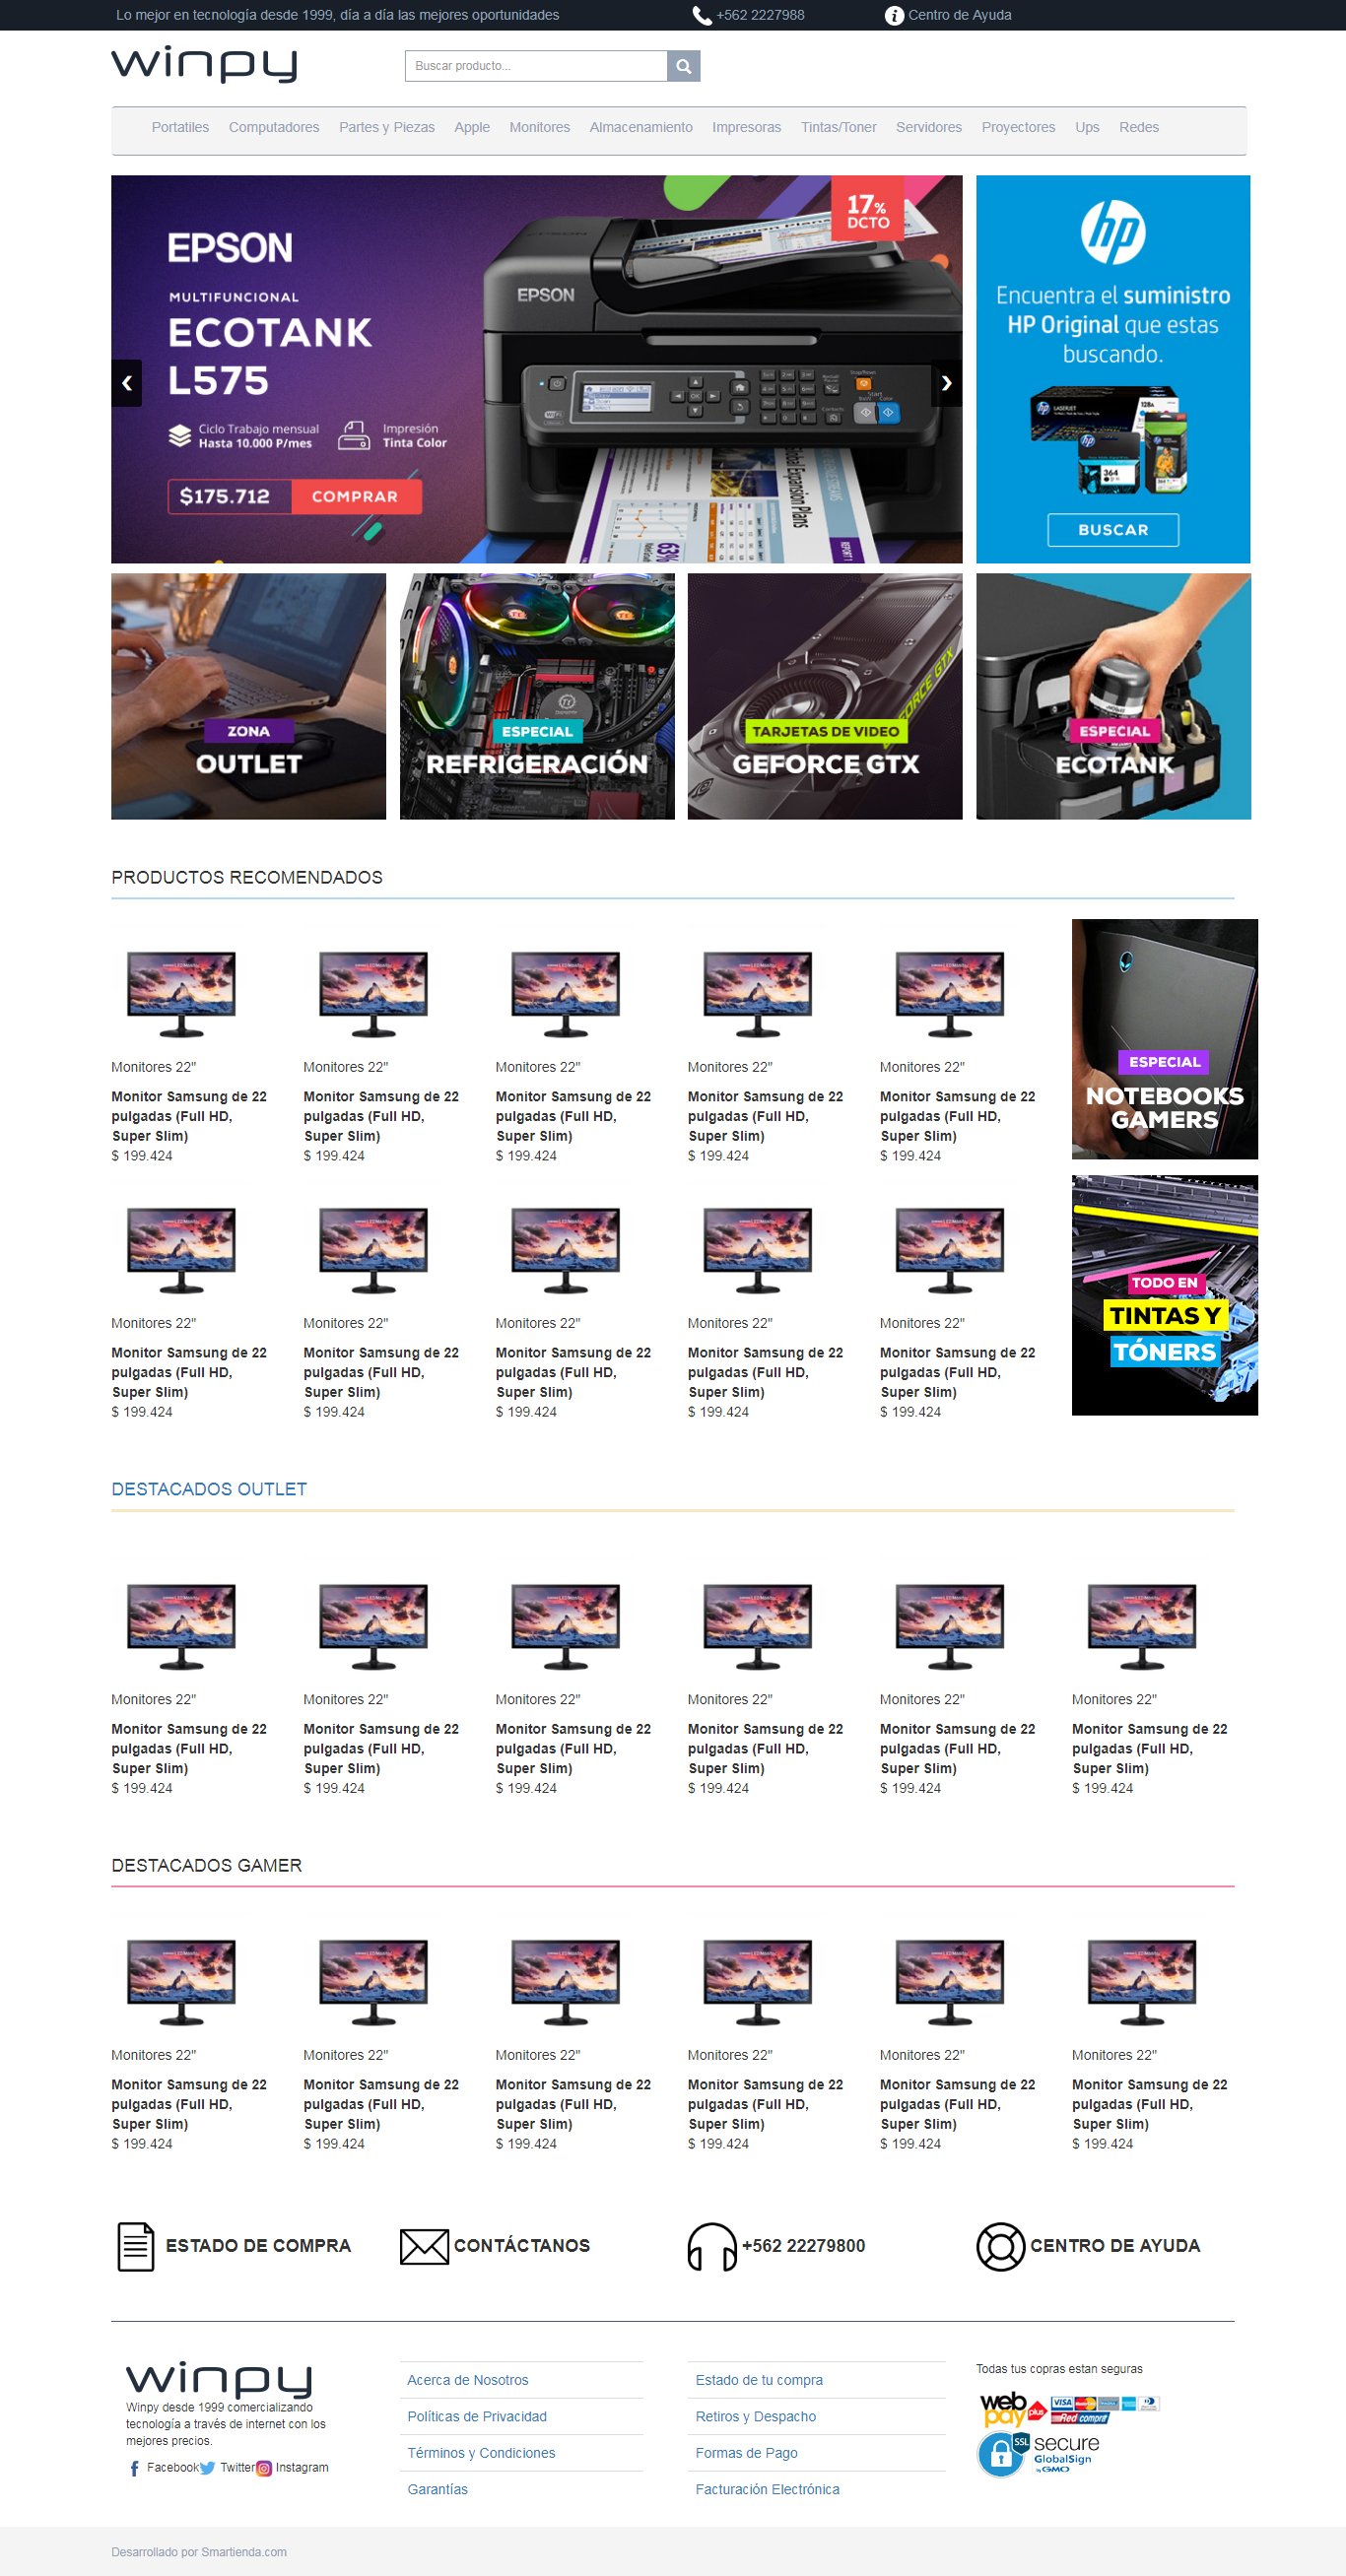 Lo mejor en tecnología desde 1999, día a día las mejores oportunidades
+562 2227988
Centro de Ayuda
winpy
Buscar producto...
Portatiles Computadores Partes y Piezas Apple Monitores Almacenamiento Impresoras Tintas/Toner Servidores Proyectores Ups Redes
EPSON
MULTIFUNCIONAL
ECOTANK
L575
Ciclo Trabajo mensual
Hasta 10.000 P/mes
Impresión
Tinta Color
$175.712 COMPRAR
17%
DCTO
EPSON
Global Expansion Plans
REPORT 1
63%
hp
Encuentra el suministro
HP Original que estas
buscando.
LASERJET
128A
364
BUSCAR
ZONA
OUTLET
ESPECIAL
REFRIGERACIÓN
GEFORCE GTX
TARJETAS DE VIDEO
GEFORCE GTX
ESPECIAL
ECOTANK
PRODUCTOS RECOMENDADOS
Monitores 22" Monitores 22" Monitores 22" Monitores 22" Monitores 22"
Monitor Samsung de 22 Monitor Samsung de 22 Monitor Samsung de 22 Monitor Samsung de 22 Monitor Samsung de 22
pulgadas (Full HD, pulgadas (Full HD, pulgadas (Full HD, pulgadas (Full HD, pulgadas (Full HD,
Super Slim) Super Slim) Super Slim) Super Slim) Super Slim)
$ 199.424 $ 199.424 $ 199.424 $ 199.424 $ 199.424
ESPECIAL
NOTEBOOKS
GAMERS
Monitores 22" Monitores 22" Monitores 22" Monitores 22" Monitores 22"
Monitor Samsung de 22 Monitor Samsung de 22 Monitor Samsung de 22 Monitor Samsung de 22 Monitor Samsung de 22
pulgadas (Full HD, pulgadas (Full HD, pulgadas (Full HD, pulgadas (Full HD, pulgadas (Full HD,
Super Slim) Super Slim) Super Slim) Super Slim) Super Slim)
$ 199.424 $ 199.424 $ 199.424 $ 199.424 $ 199.424
TODO EN
TINTAS Y
TÓNERS
DESTACADOS OUTLET
Monitores 22" Monitores 22" Monitores 22" Monitores 22" Monitores 22" Monitores 22"
Monitor Samsung de 22 Monitor Samsung de 22 Monitor Samsung de 22 Monitor Samsung de 22 Monitor Samsung de 22 Monitor Samsung de 22
pulgadas (Full HD, pulgadas (Full HD, pulgadas (Full HD, pulgadas (Full HD, pulgadas (Full HD, pulgadas (Full HD,
Super Slim) Super Slim) Super Slim) Super Slim) Super Slim) Super Slim)
$ 199.424 $ 199.424 $ 199.424 $ 199.424 $ 199.424 $ 199.424
DESTACADOS GAMER
Monitores 22" Monitores 22" Monitores 22" Monitores 22" Monitores 22" Monitores 22"
Monitor Samsung de 22 Monitor Samsung de 22 Monitor Samsung de 22 Monitor Samsung de 22 Monitor Samsung de 22 Monitor Samsung de 22
pulgadas (Full HD, pulgadas (Full HD, pulgadas (Full HD, pulgadas (Full HD, pulgadas (Full HD, pulgadas (Full HD,
Super Slim) Super Slim) Super Slim) Super Slim) Super Slim) Super Slim)
$ 199.424 $ 199.424 $ 199.424 $ 199.424 $ 199.424 $ 199.424
ESTADO DE COMPRA
CONTÁCTANOS
+562 22279800
CENTRO DE AYUDA
winpy
Winpy desde 1999 comercializando
tecnología a través de internet con los
mejores precios.
Facebook Twitter Instagram
Acerca de Nosotros
Políticas de Privacidad
Términos y Condiciones
Garantías
Estado de tu compra
Retiros y Despacho
Formas de Pago
Facturación Electrónica
Todas tus copras estan seguras
web
pay plus
VISA
Redcompra
SSL
secure
GlobalSign
by GMO
Desarrollado por Smartienda.com